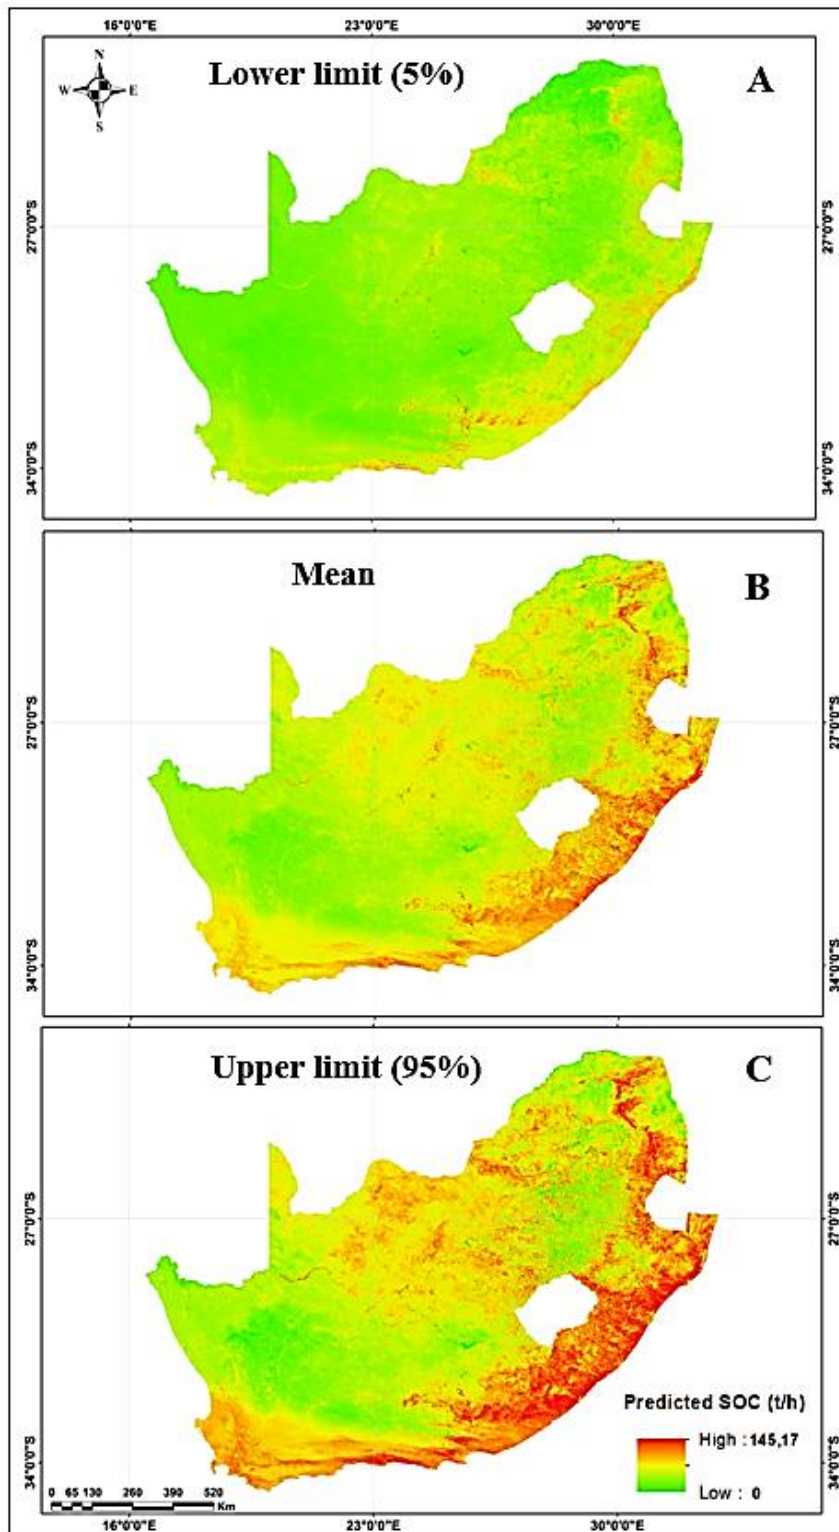 16°0'0"E 23°0'0"E 30°0'0"E
Lower limit (5%) A
N
W E
S
27°0'0"S 27°0'0"S
34°0'0"S 34°0'0"S
Mean B
27°0'0"S 27°0'0"S
34°0'0"S 34°0'0"S
Upper limit (95%) C
27°0'0"S 27°0'0"S
Predicted SOC (t/h)
High : 145,17
Low : 0
34°0'0"S 34°0'0"S
0 65 130 260 390 520
Km
16°0'0"E 23°0'0"E 30°0'0"E